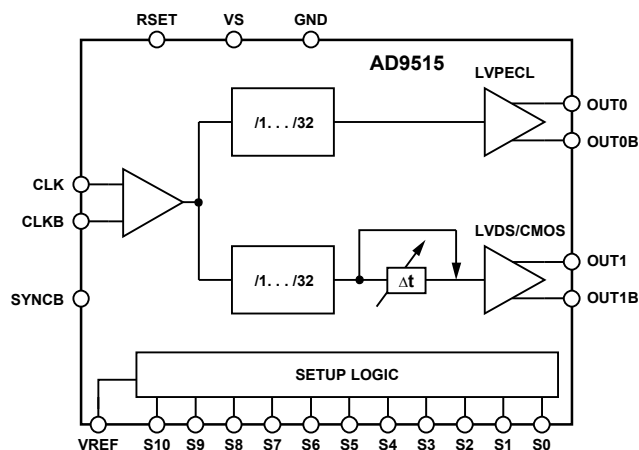 RSET VS GND
AD9515
LVPECL
/1. . . /32
OUT0
OUT0B
CLK
CLKB
LVDS/CMOS
/1. . . /32
Δt
OUT1
OUT1B
SYNCB
SETUP LOGIC
VREF S10 S9 S8 S7 S6 S5 S4 S3 S2 S1 S0